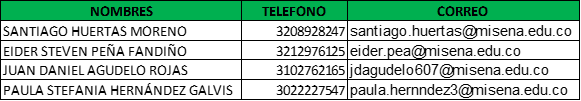 NOMBRES TELEFONO CORREO
SANTIAGO HUERTAS MORENO 3208928247 santiago.huertas@misena.edu.co
EIDER STEVEN PEÑA FANDIÑO 3212976125 eider.pea@misena.edu.co
JUAN DANIEL AGUDELO ROJAS 3102762165 jdagudelo607@misena.edu.co
PAULA STEFANIA HERNÁNDEZ GALVIS 3022227547 paula.hernndez3@misena.edu.co